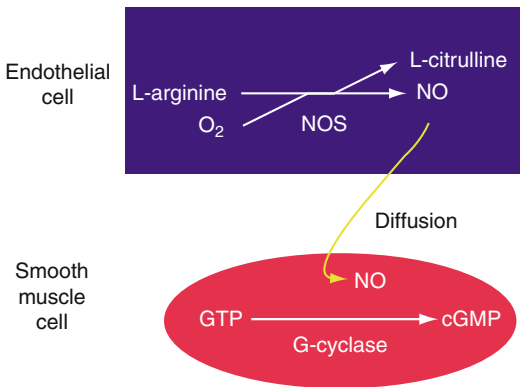 Endothelial
cell
L-citrulline
L-arginine
NO
O₂
NOS
Diffusion
Smooth
muscle
cell
NO
GTP
cGMP
G-cyclase